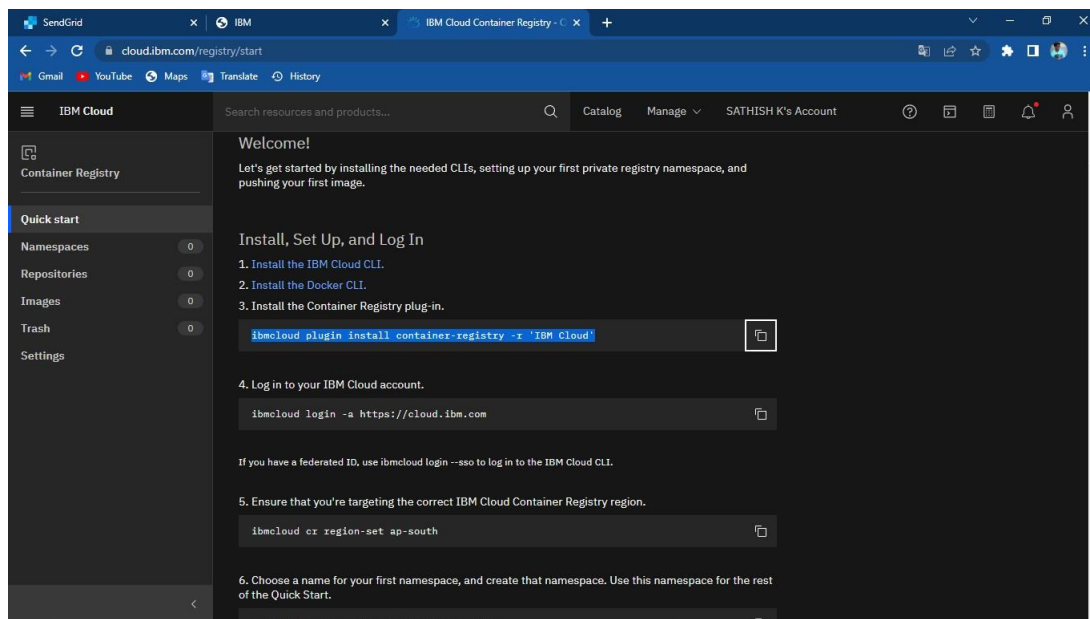 SendGrid
IBM
IBM Cloud Container Registry - C
cloud.ibm.com/registry/start
Gmail YouTube Maps Translate History
IBM Cloud
Search resources and products...
Catalog Manage SATHISH K's Account
Container Registry
Quick start
Namespaces 0
Repositories 0
Images 0
Trash 0
Settings
Welcome!
Let's get started by installing the needed CLIs, setting up your first private registry namespace, and
pushing your first image.
Install, Set Up, and Log In
1. Install the IBM Cloud CLI.
2. Install the Docker CLI.
3. Install the Container Registry plug-in.
ibmcloud plugin install container-registry -r 'IBM Cloud'
4. Log in to your IBM Cloud account.
ibmcloud login -a https://cloud.ibm.com
If you have a federated ID, use ibmcloud login --sso to log in to the IBM Cloud CLI.
5. Ensure that you're targeting the correct IBM Cloud Container Registry region.
ibmcloud cr region-set ap-south
6. Choose a name for your first namespace, and create that namespace. Use this namespace for the rest
of the Quick Start.